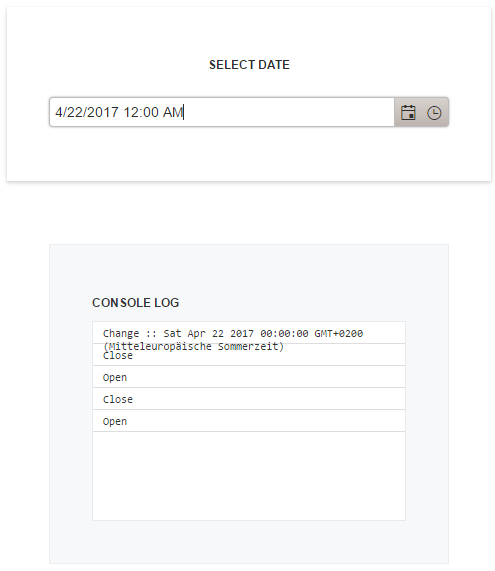 SELECT DATE
4/22/2017 12:00 AM
CONSOLE LOG
Change :: Sat Apr 22 2017 00:00:00 GMT+0200
(Mitteleuropäische Sommerzeit)
Close
Open
Close
Open